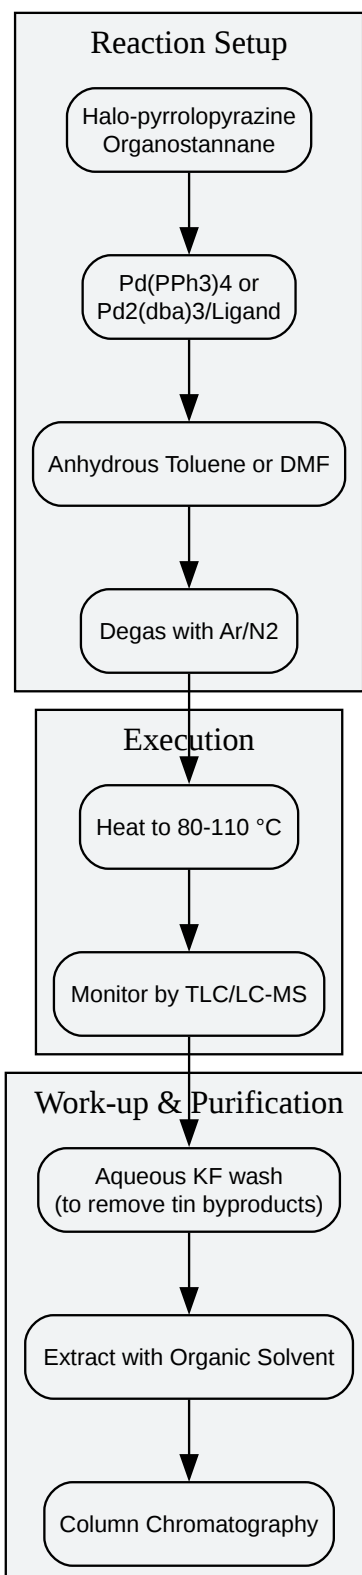 Reaction Setup
Halo-pyrrolopyrazine
Organostannane
Pd(PPh3)4 or
Pd2(dba)3/Ligand
Anhydrous Toluene or DMF
Degas with Ar/N2
Execution
Heat to 80-110 °C
Monitor by TLC/LC-MS
Work-up & Purification
Aqueous KF wash
(to remove tin byproducts)
Extract with Organic Solvent
Column Chromatography